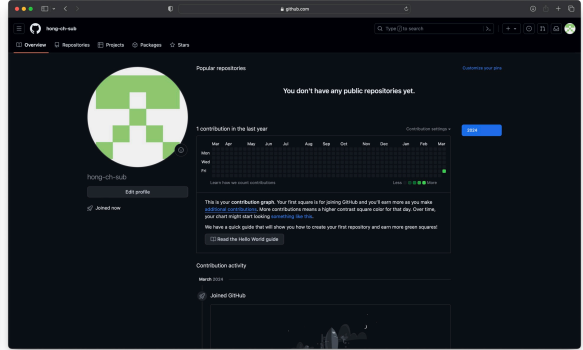 github.com
hong-ch-sub
Type / to search
Overview
Repositories
Projects
Packages
Stars
Popular repositories
Customize your pins
You don't have any public repositories yet.
1 contribution in the last year
Contribution settings
2024
Mar Apr May Jun Jul Aug Sep Oct Nov Dec Jan Feb Mar
Mon
Wed
Fri
Learn how we count contributions
Less More
hong-ch-sub
Edit profile
Joined now
This is your contribution graph. Your first square is for joining GitHub and you'll earn more as you make
additional contributions. More contributions means a higher contrast square color for that day. Over time,
your chart might start looking something like this.
We have a quick guide that will show you how to create your first repository and earn more green squares!
Read the Hello World guide
Contribution activity
March 2024
Joined GitHub